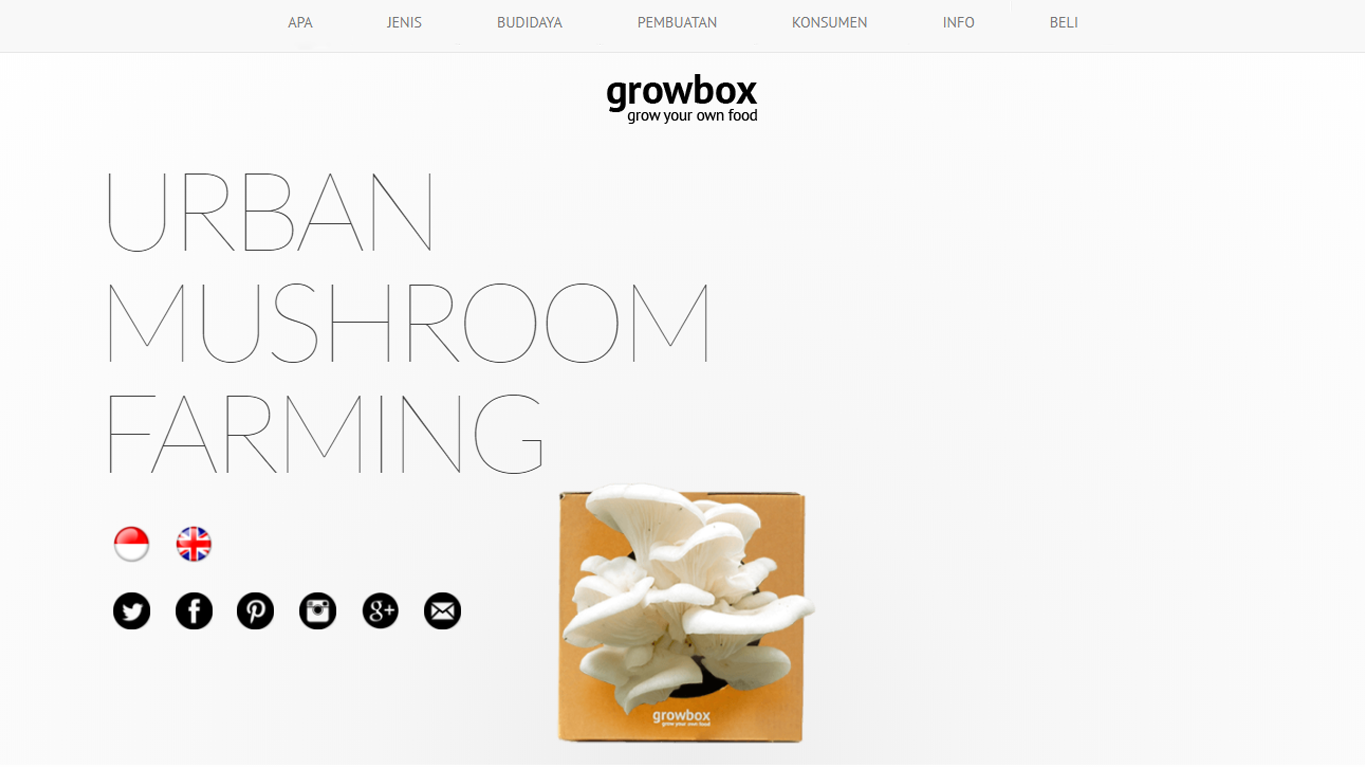 APA JENIS BUDIDAYA PEMBUATAN KONSUMEN INFO BELI
growbox
grow your own food
URBAN
MUSHROOM
FARMING
growbox
grow your own food